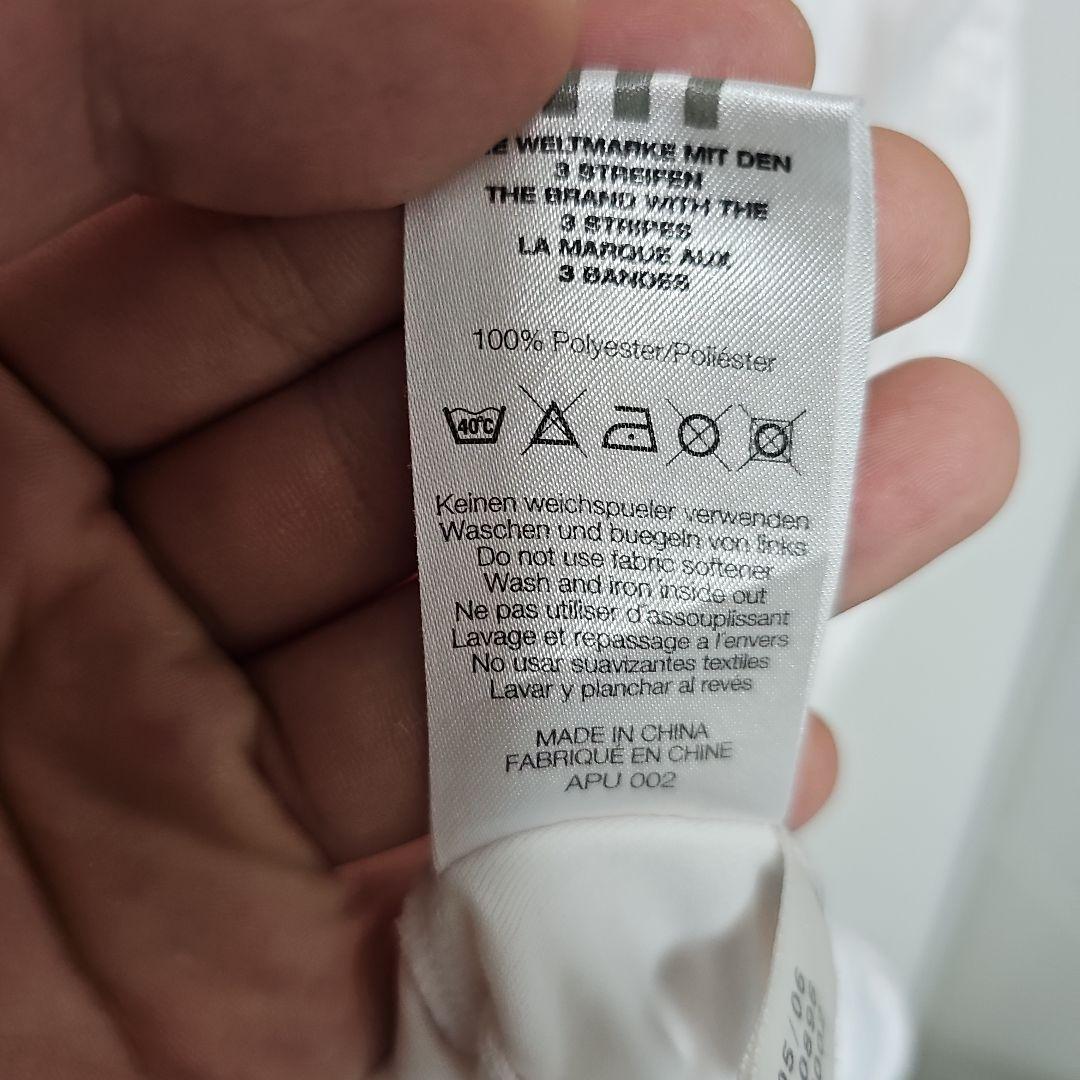 WELTMARKE MIT DEN
3 STREIFEN
THE BRAND WITH THE
3 STRIPES
LA MARQUE AUX
3 BANDES
100% Polyester/Poliéster
40°C
Keinen weichspueler verwenden
Waschen und buegeln von links
Do not use fabric softener
Wash and iron inside out
Ne pas utiliser d'assouplissant
Lavage et repassage a l'envers
No usar suavizantes textiles
Lavar y planchar al revés
MADE IN CHINA
FABRIQUÉ EN CHINE
APU 002